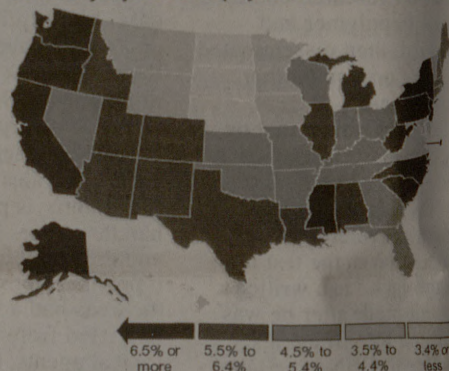 6.5% or 5.5% to 4.5% to 3.5% to 3.4% or
more 6.4% 5.4% 4.4% less